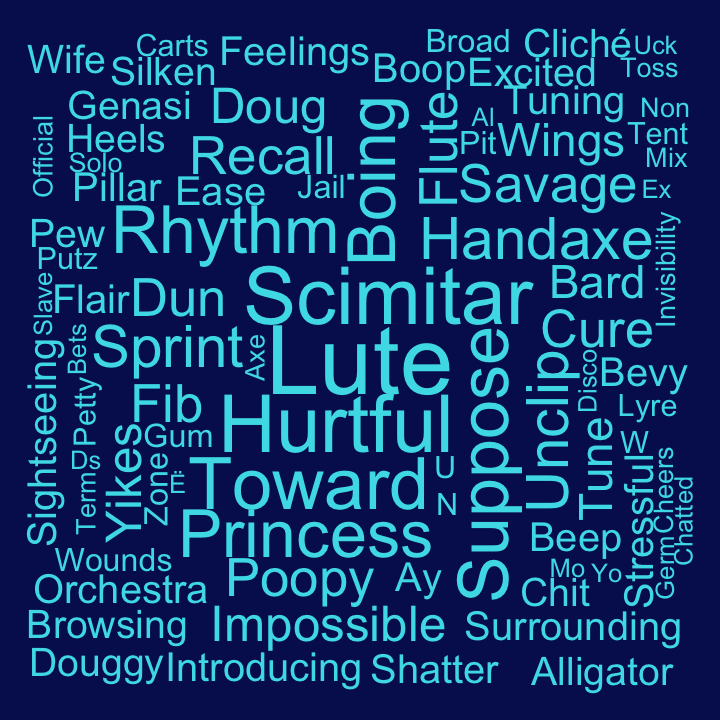 Wife
Carts
Silken
Feelings
Broad
Cliché
Uck
Boop
Excited
Toss
Genasi
Doug
Boing
Flute
Tuning
Al
Non
Official
Heels
Solo
Recall
Pit
Wings
Tent
Mix
Pillar
Ease
Jail
Savage
Ex
Pew
Putz
Rhythm
Handaxe
Invisibility
Slave
Flair
Dun
Scimitar
Bard
Sprint
Axe
Lute
Suppose
Cure
Sightseeing
Bets
Petty
Fib
Hurtful
Unclip
Disco
Bevy
Lyre
Yikes
Gum
Zone
Ë
Ds
Term
Toward
U
N
Tune
W
Stressful
Cheers
Germ
Chatted
Princess
Beep
Wounds
Orchestra
Poopy
Ay
Mo
Yo
Chit
Browsing
Impossible
Surrounding
Douggy
Introducing
Shatter
Alligator